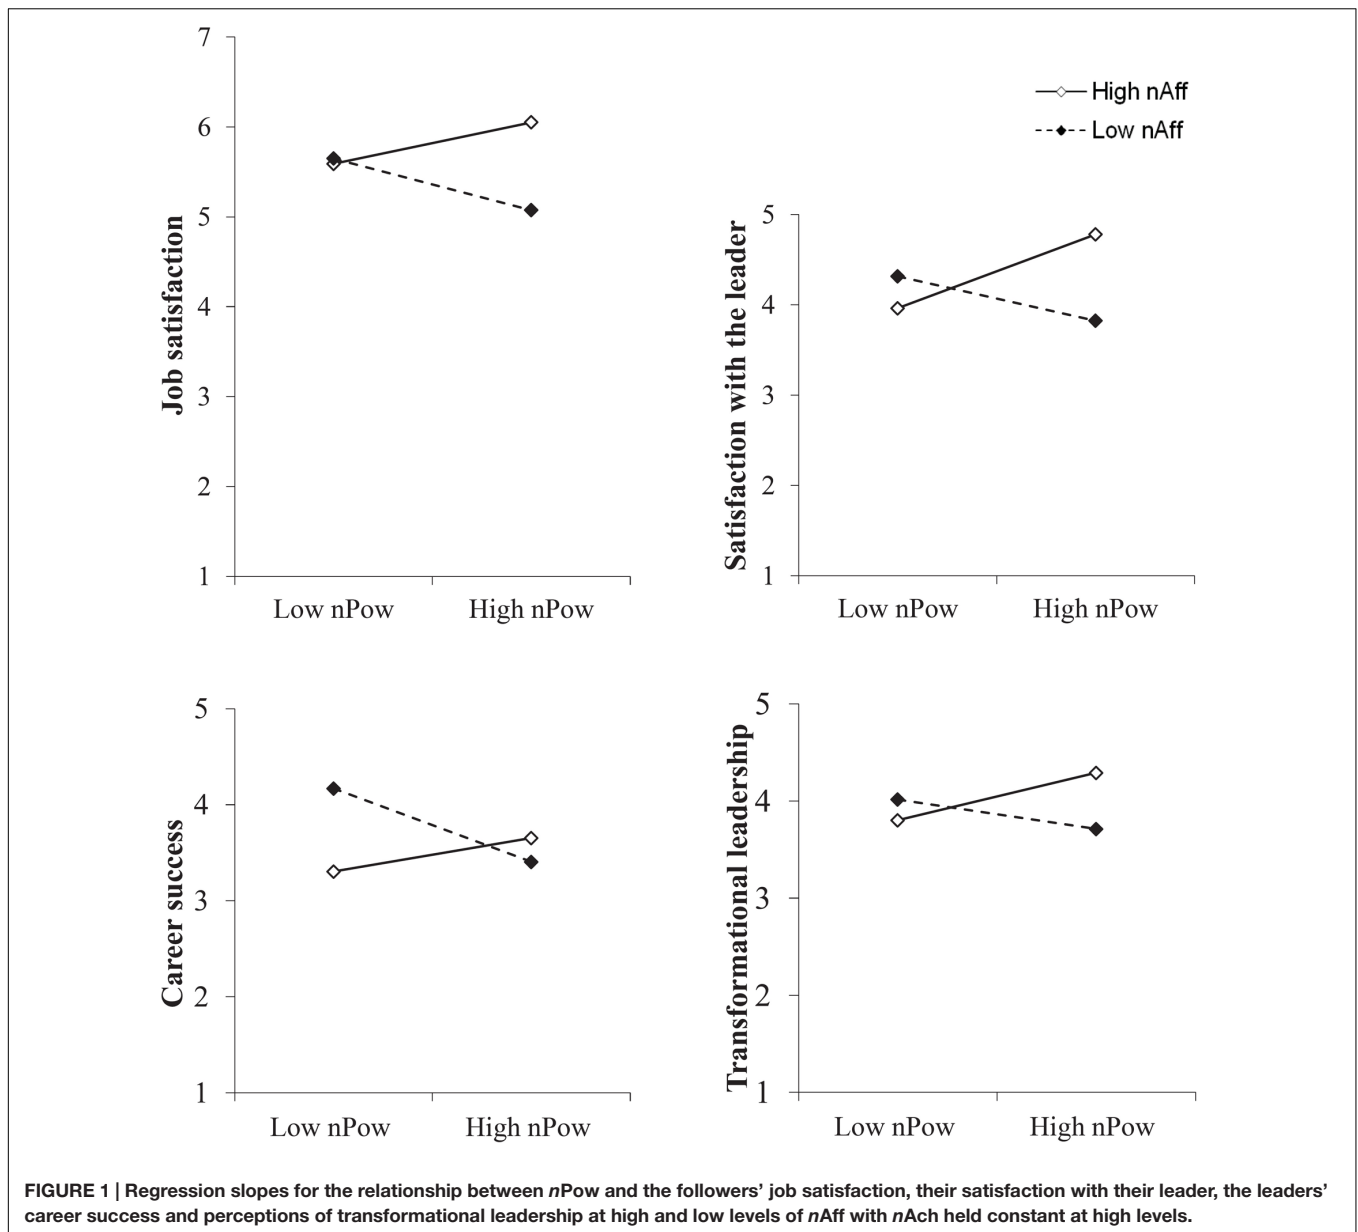 7
6
5
4
3
2
1
Job satisfaction
Low nPow
High nPow
High nAff
Low nAff
5
4
3
2
1
Satisfaction with the leader
Low nPow
High nPow
5
4
3
2
1
Career success
Low nPow
High nPow
5
4
3
2
1
Transformational leadership
Low nPow
High nPow
FIGURE 1 | Regression slopes for the relationship between nPow and the followers’ job satisfaction, their satisfaction with their leader, the leaders’
career success and perceptions of transformational leadership at high and low levels of nAff with nAch held constant at high levels.